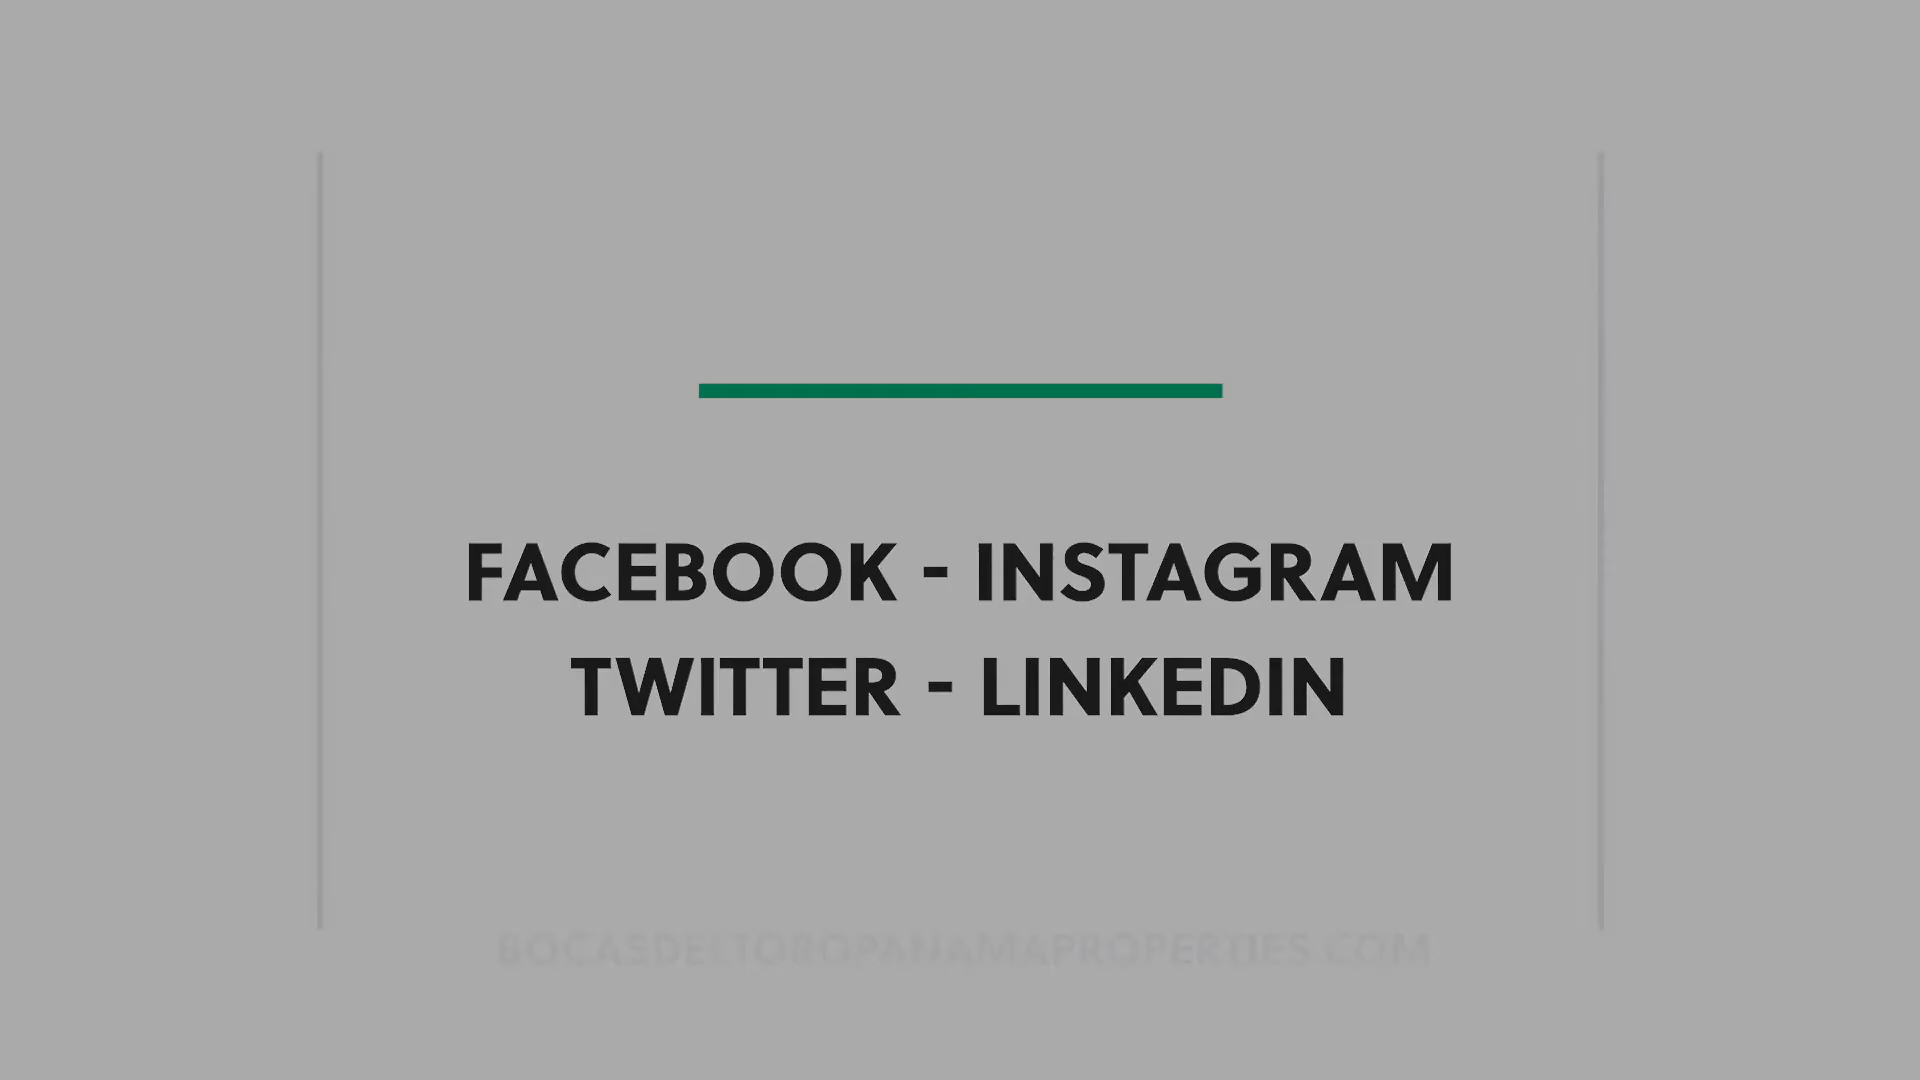 FACEBOOK - INSTAGRAM
TWITTER - LINKEDIN
BOCASDELTOROPANAMAPROPERTIES.COM